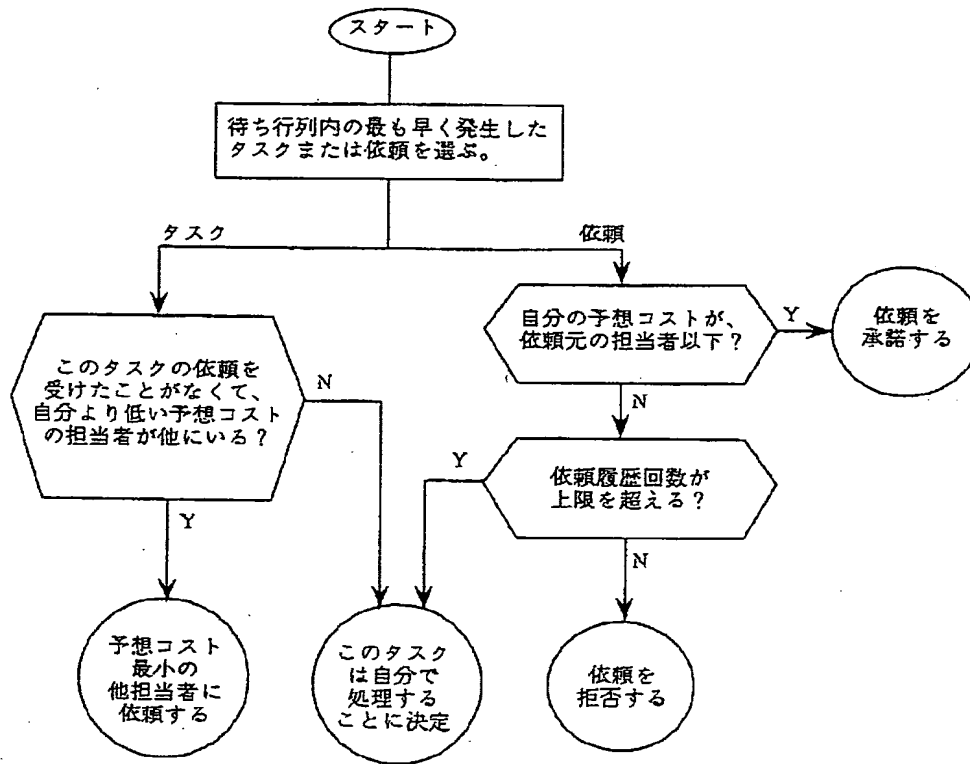 スタート
待ち行列内の最も早く発生した
タスクまたは依頼を選ぶ。
タスク
依頼
このタスクの依頼を
受けたことがなくて、
自分より低い予想コスト
の担当者が他にいる?
N
Y
自分の予想コストが、
依頼元の担当者以下?
Y
依頼を
承諾する
N
依頼履歴回数が
上限を超える?
Y
N
予想コスト
最小の
他担当者に
依頼する
このタスク
は自分で
処理する
ことに決定
依頼を
拒否する